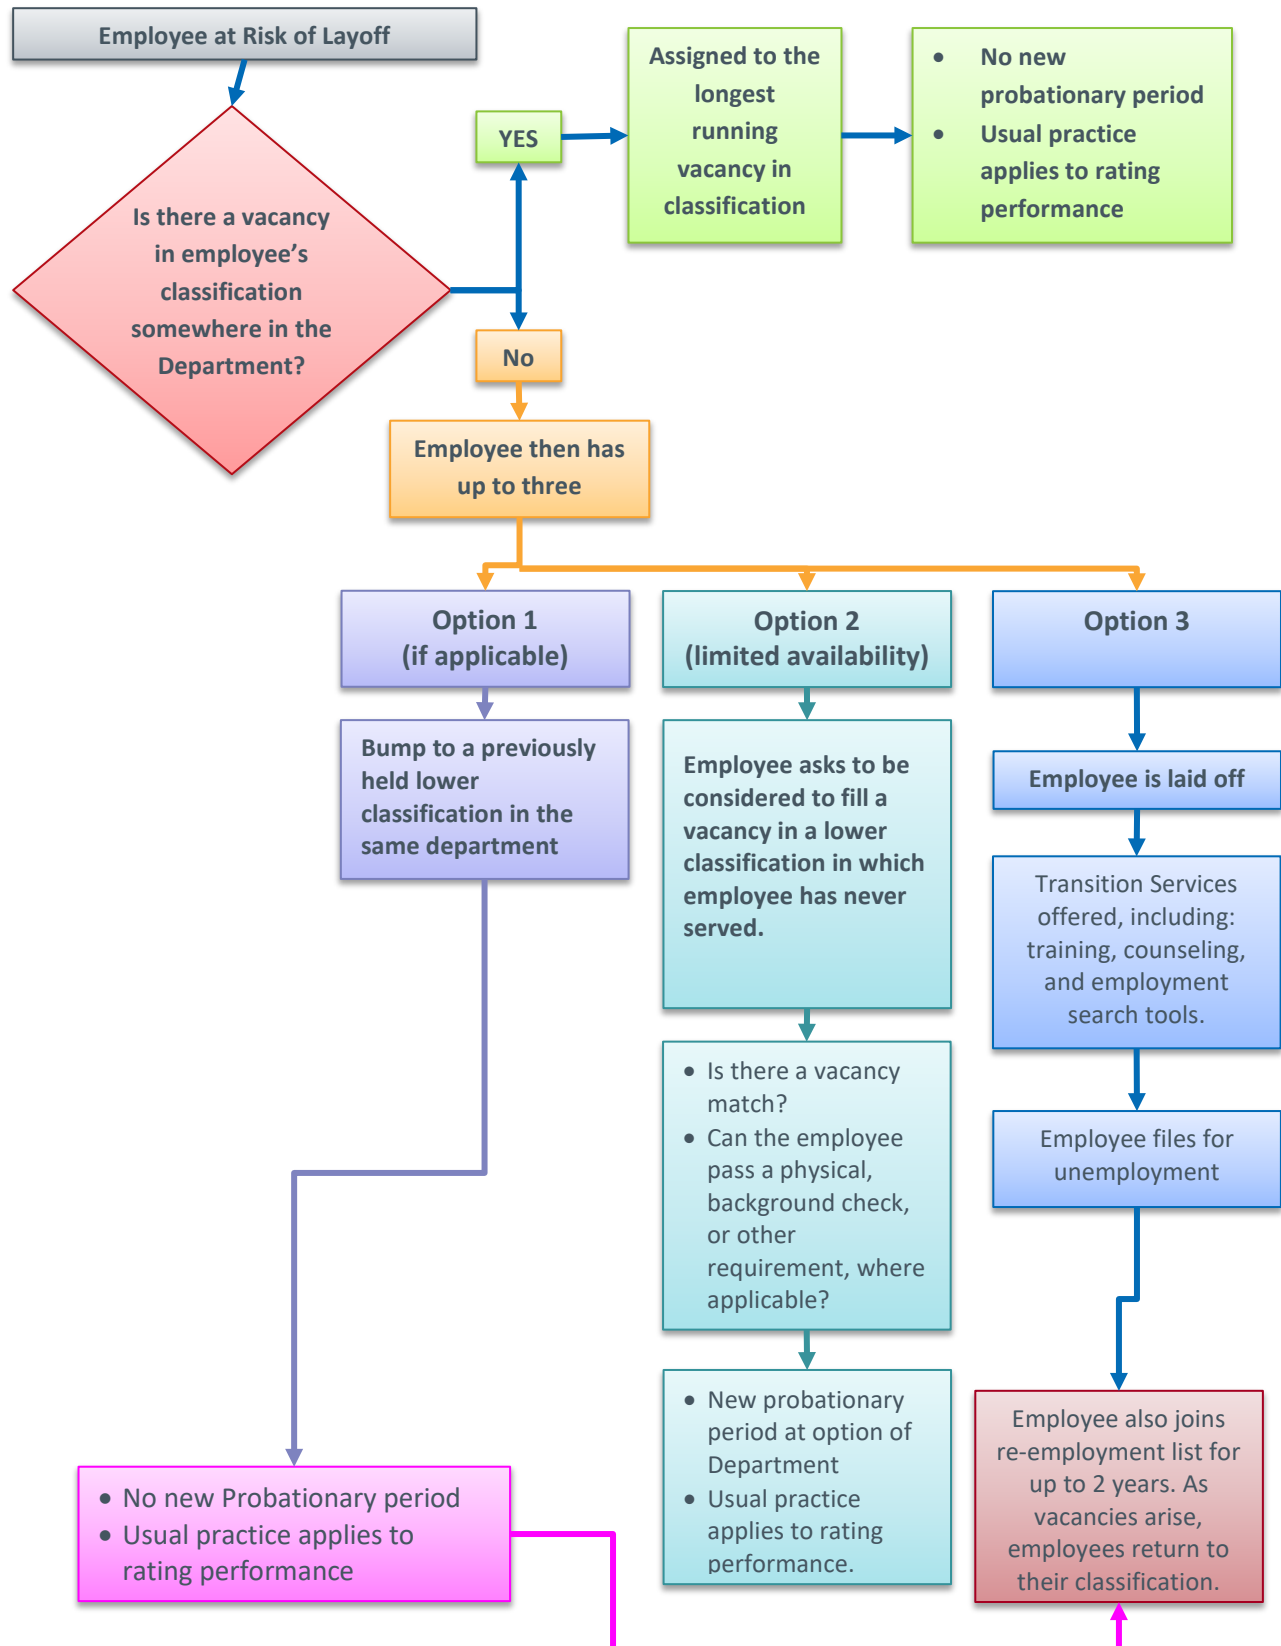 Employee at Risk of Layoff
Is there a vacancy
in employee's
classification
somewhere in the
Department?
YES
Assigned to the
longest
running
vacancy in
classification
• No new
probationary period
• Usual practice
applies to rating
performance
No
Employee then has
up to three
Option 1
(if applicable)
Bump to a previously
held lower
classification in the
same department
• No new Probationary period
• Usual practice applies to
rating performance
Option 2
(limited availability)
Employee asks to be
considered to fill a
vacancy in a lower
classification in which
employee has never
served.
• Is there a vacancy
match?
• Can the employee
pass a physical,
background check,
or other
requirement, where
applicable?
• New probationary
period at option of
Department
• Usual practice
applies to rating
performance.
Option 3
Employee is laid off
Transition Services
offered, including:
training, counseling,
and employment
search tools.
Employee files for
unemployment
Employee also joins
re-employment list for
up to 2 years. As
vacancies arise,
employees return to
their classification.